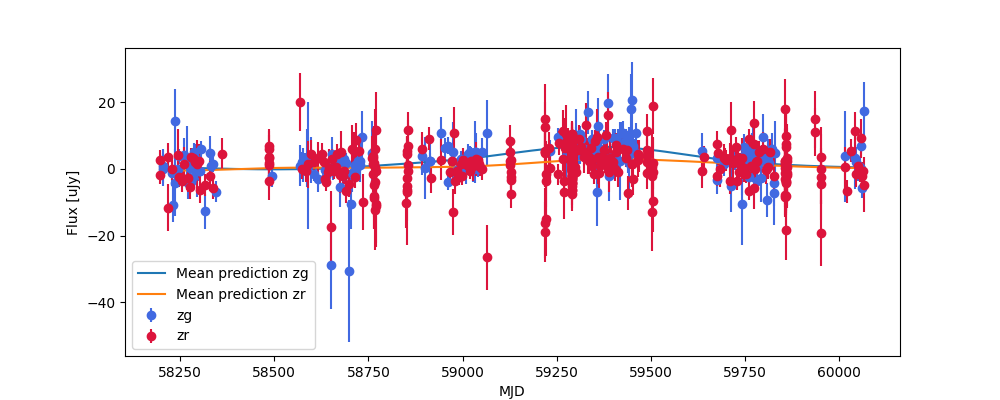 20
0
−20
−40
Flux [uJy]
Mean prediction zg
Mean prediction zr
zg
zr
58250 58500 58750 59000 59250 59500 59750 60000
MJD